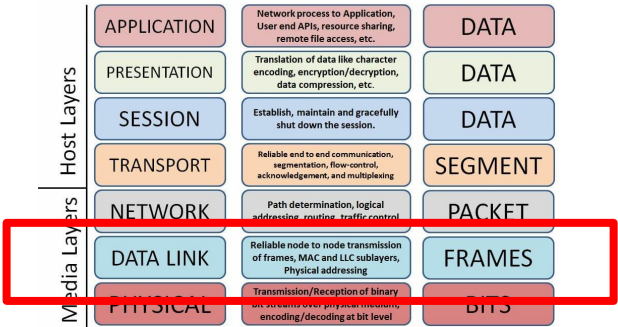 Host Layers
Media Layers
APPLICATION
Network process to Application,
User end APIs, resource sharing,
remote file access, etc.
DATA
PRESENTATION
Translation of data like character
encoding, encryption/decryption,
data compression, etc.
DATA
SESSION
Establish, maintain and gracefully
shut down the session.
DATA
TRANSPORT
Reliable end to end communication,
segmentation, flow-control,
acknowledgement, and multiplexing
SEGMENT
NETWORK
Path determination, logical
addressing, routing, traffic control
PACKET
DATA LINK
Reliable node to node transmission
of frames, MAC and LLC sublayers,
Physical addressing
FRAMES
PHYSICAL
Transmission/Reception of binary
bit streams over physical medium,
encoding/decoding at bit level
BITS